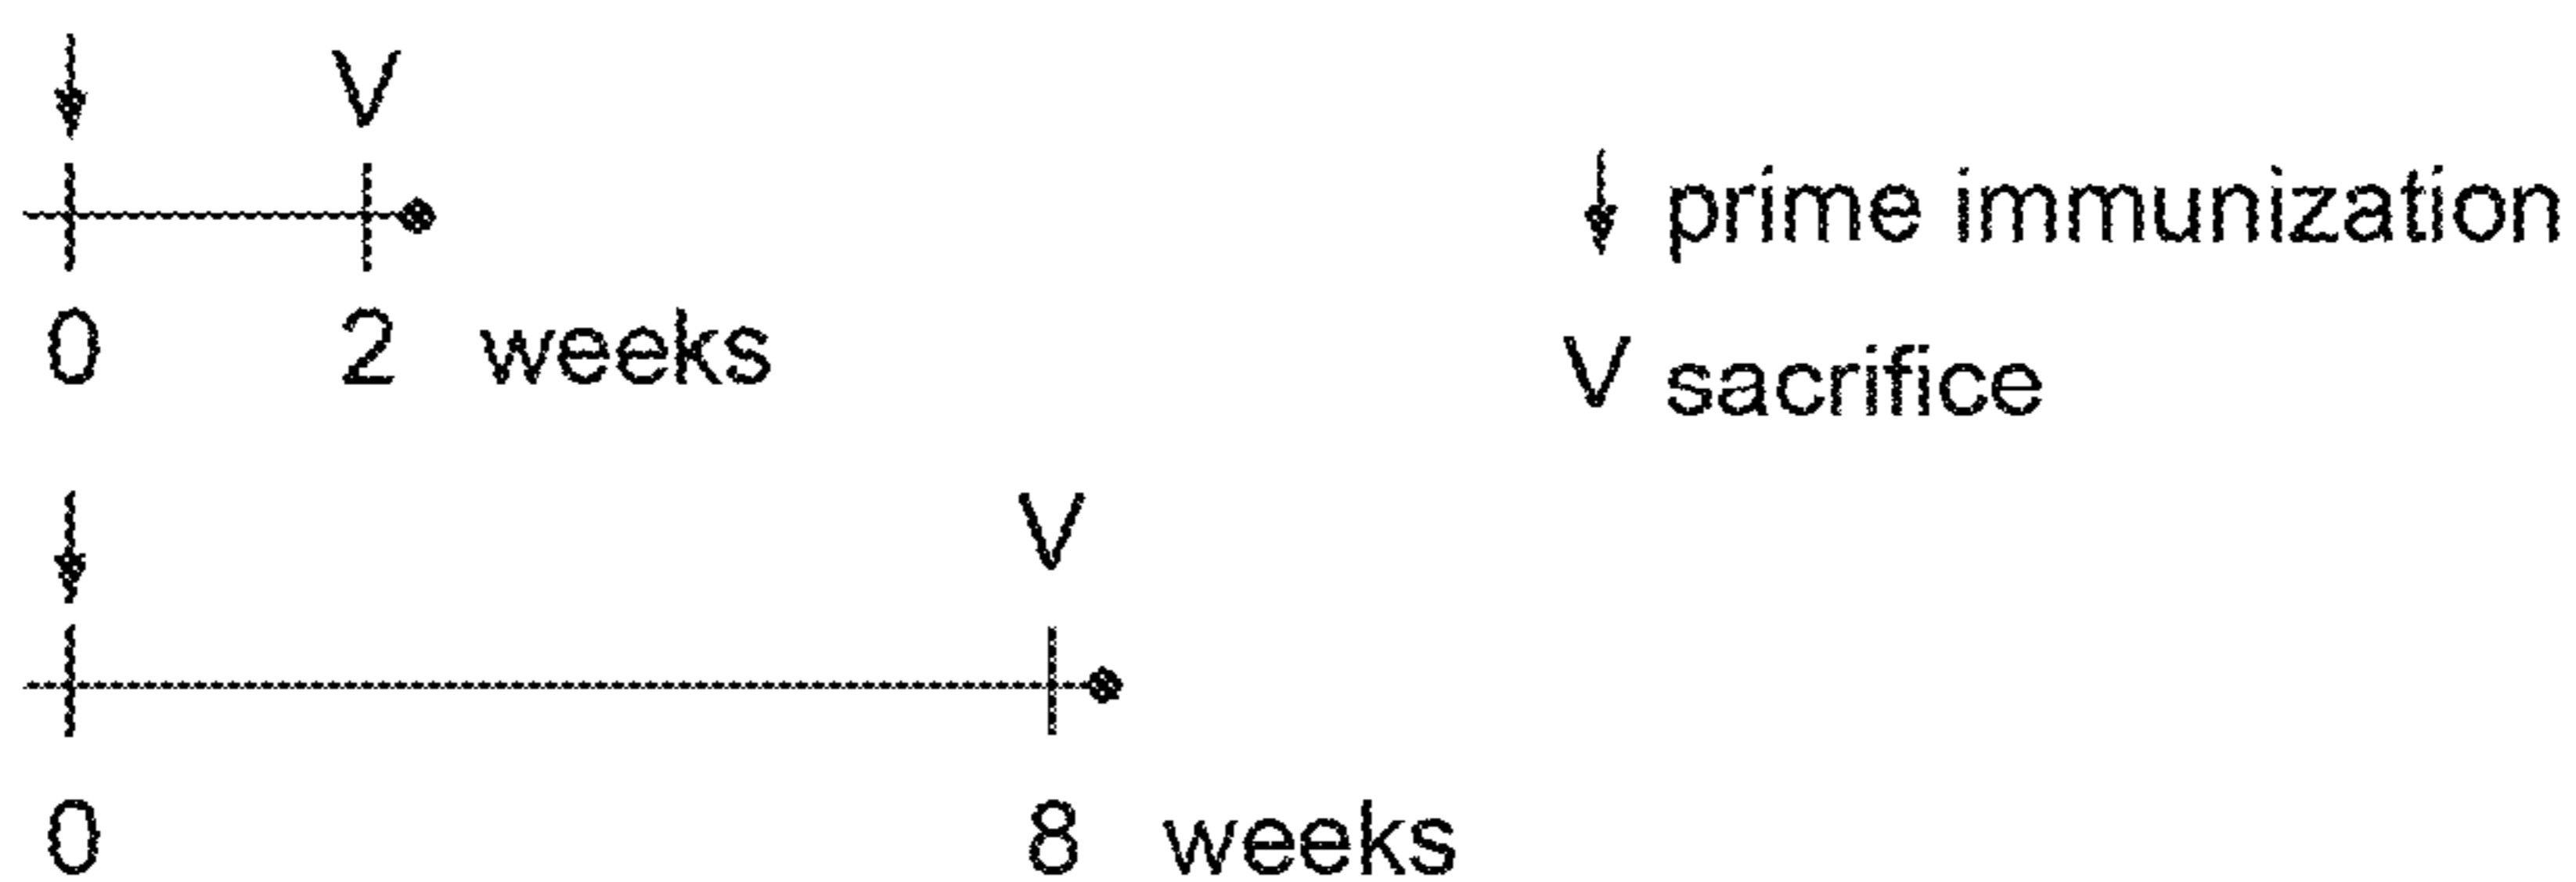 V
0 2 weeks
prime immunization
V sacrifice
V
0 8 weeks